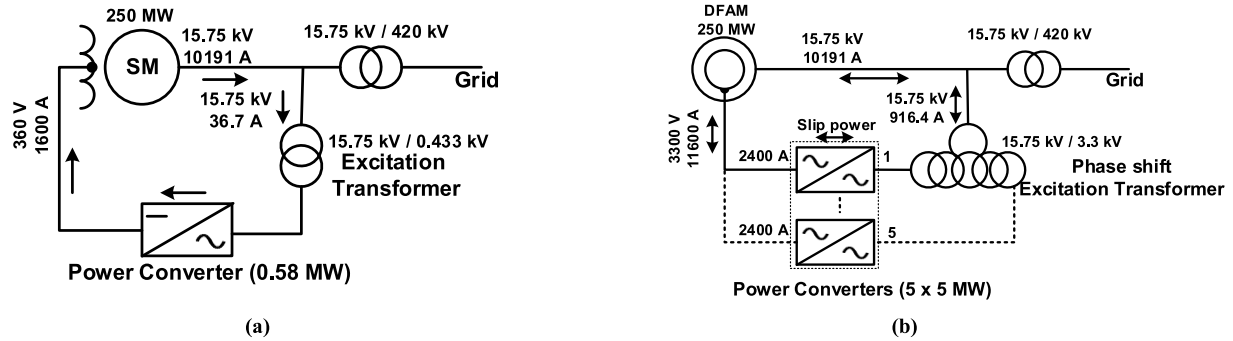 250 MW
SM
15.75 kV
10191 A
15.75 kV / 420 kV
Grid
15.75 kV
36.7 A
360 V
1600 A
15.75 kV / 0.433 kV
Excitation
Transformer
Power Converter (0.58 MW)
(a)
DFAM
250 MW
15.75 kV
10191 A
15.75 kV / 420 kV
Grid
15.75 kV
916.4 A
3300 V
11600 A
Slip power
15.75 kV / 3.3 kV
2400 A
1
Phase shift
Excitation Transformer
2400 A
5
Power Converters (5 x 5 MW)
(b)